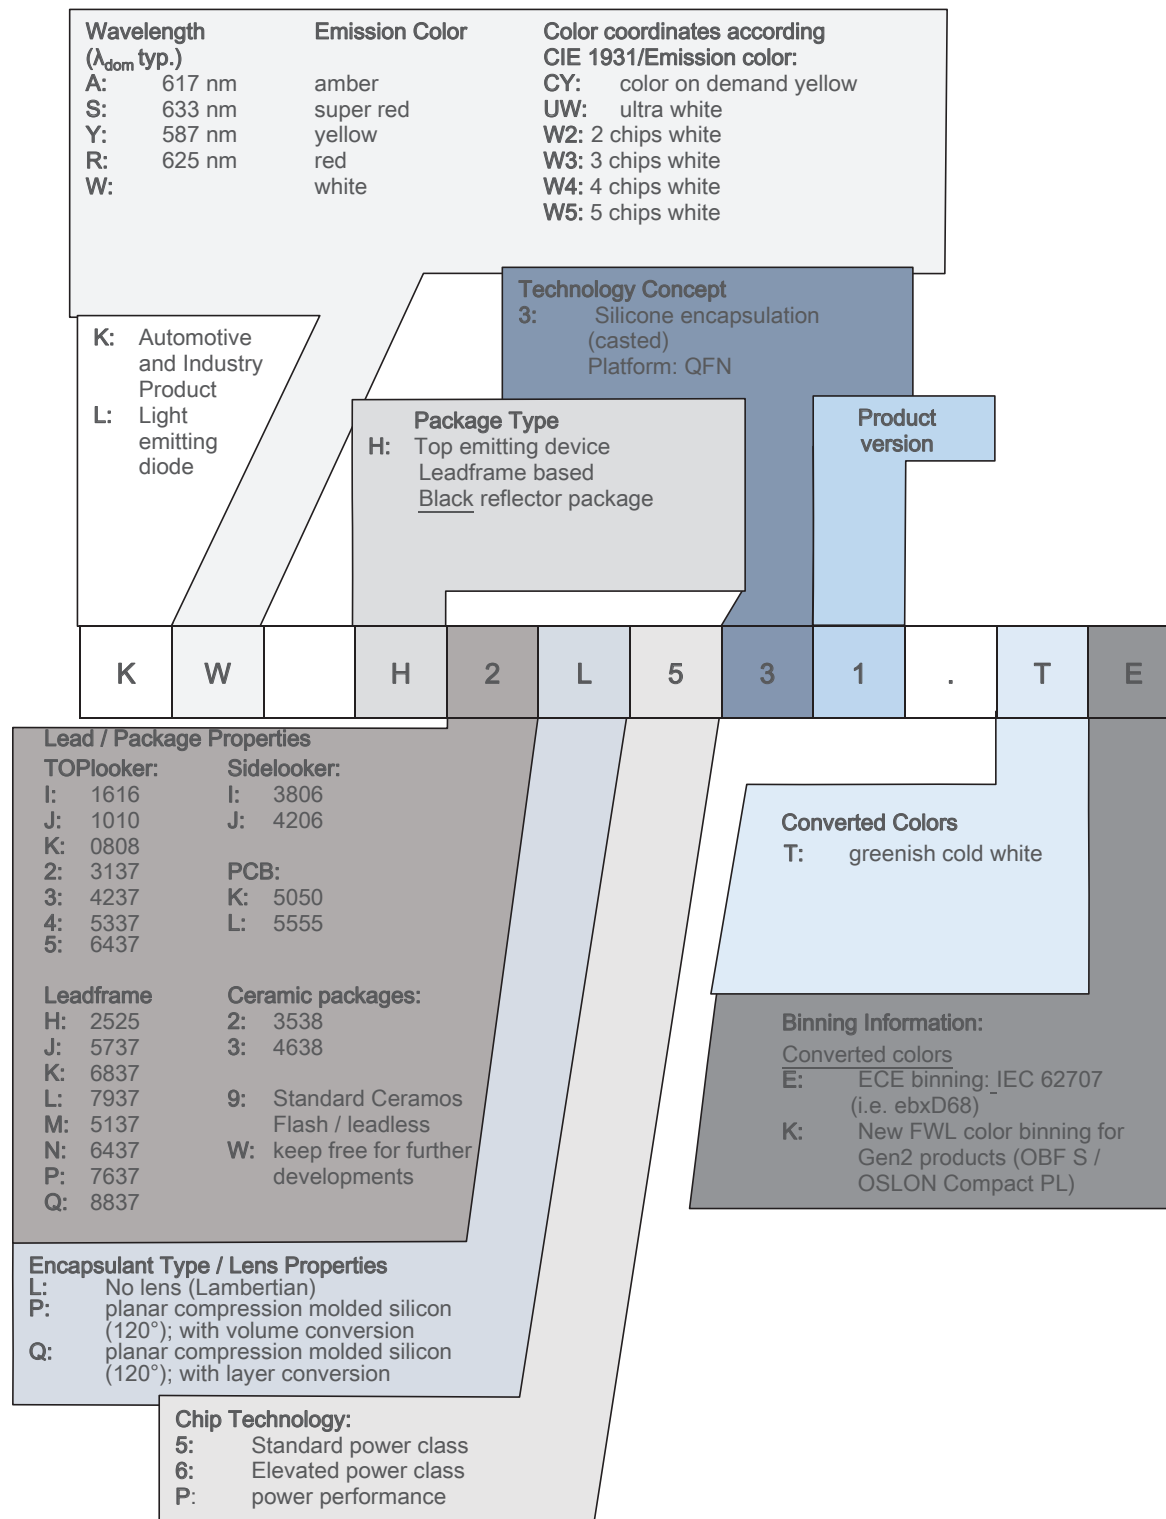 Wavelength Emission Color Color coordinates according
(λdom typ.) CIE 1931/Emission color:
A: 617 nm amber CY: color on demand yellow
S: 633 nm super red UW: ultra white
Y: 587 nm yellow W2: 2 chips white
R: 625 nm red W3: 3 chips white
W: white W4: 4 chips white
W5: 5 chips white
Technology Concept
3: Silicone encapsulation
(casted)
Platform: QFN
K: Automotive
and Industry
Product
L: Light
emitting
diode
Package Type
H: Top emitting device
Leadframe based
Black reflector package
Product
version
K W H 2 L 5 3 1 . T E
Lead / Package Properties
TOPlooker: Sidelooker:
I: 1616 I: 3806
J: 1010 J: 4206
K: 0808
2: 3137 PCB:
3: 4237 K: 5050
4: 5337 L: 5555
5: 6437
Leadframe Ceramic packages:
H: 2525 2: 3538
J: 5737 3: 4638
K: 6837
L: 7937 9: Standard Ceramos
M: 5137 Flash / leadless
N: 6437 W: keep free for further
P: 7637 developments
Q: 8837
Converted Colors
T: greenish cold white
Binning Information:
Converted colors
E: ECE binning: IEC 62707
(i.e. ebxD68)
K: New FWL color binning for
Gen2 products (OBF S /
OSLON Compact PL)
Encapsulant Type / Lens Properties
L: No lens (Lambertian)
P: planar compression molded silicon
(120°); with volume conversion
Q: planar compression molded silicon
(120°); with layer conversion
Chip Technology:
5: Standard power class
6: Elevated power class
P: power performance